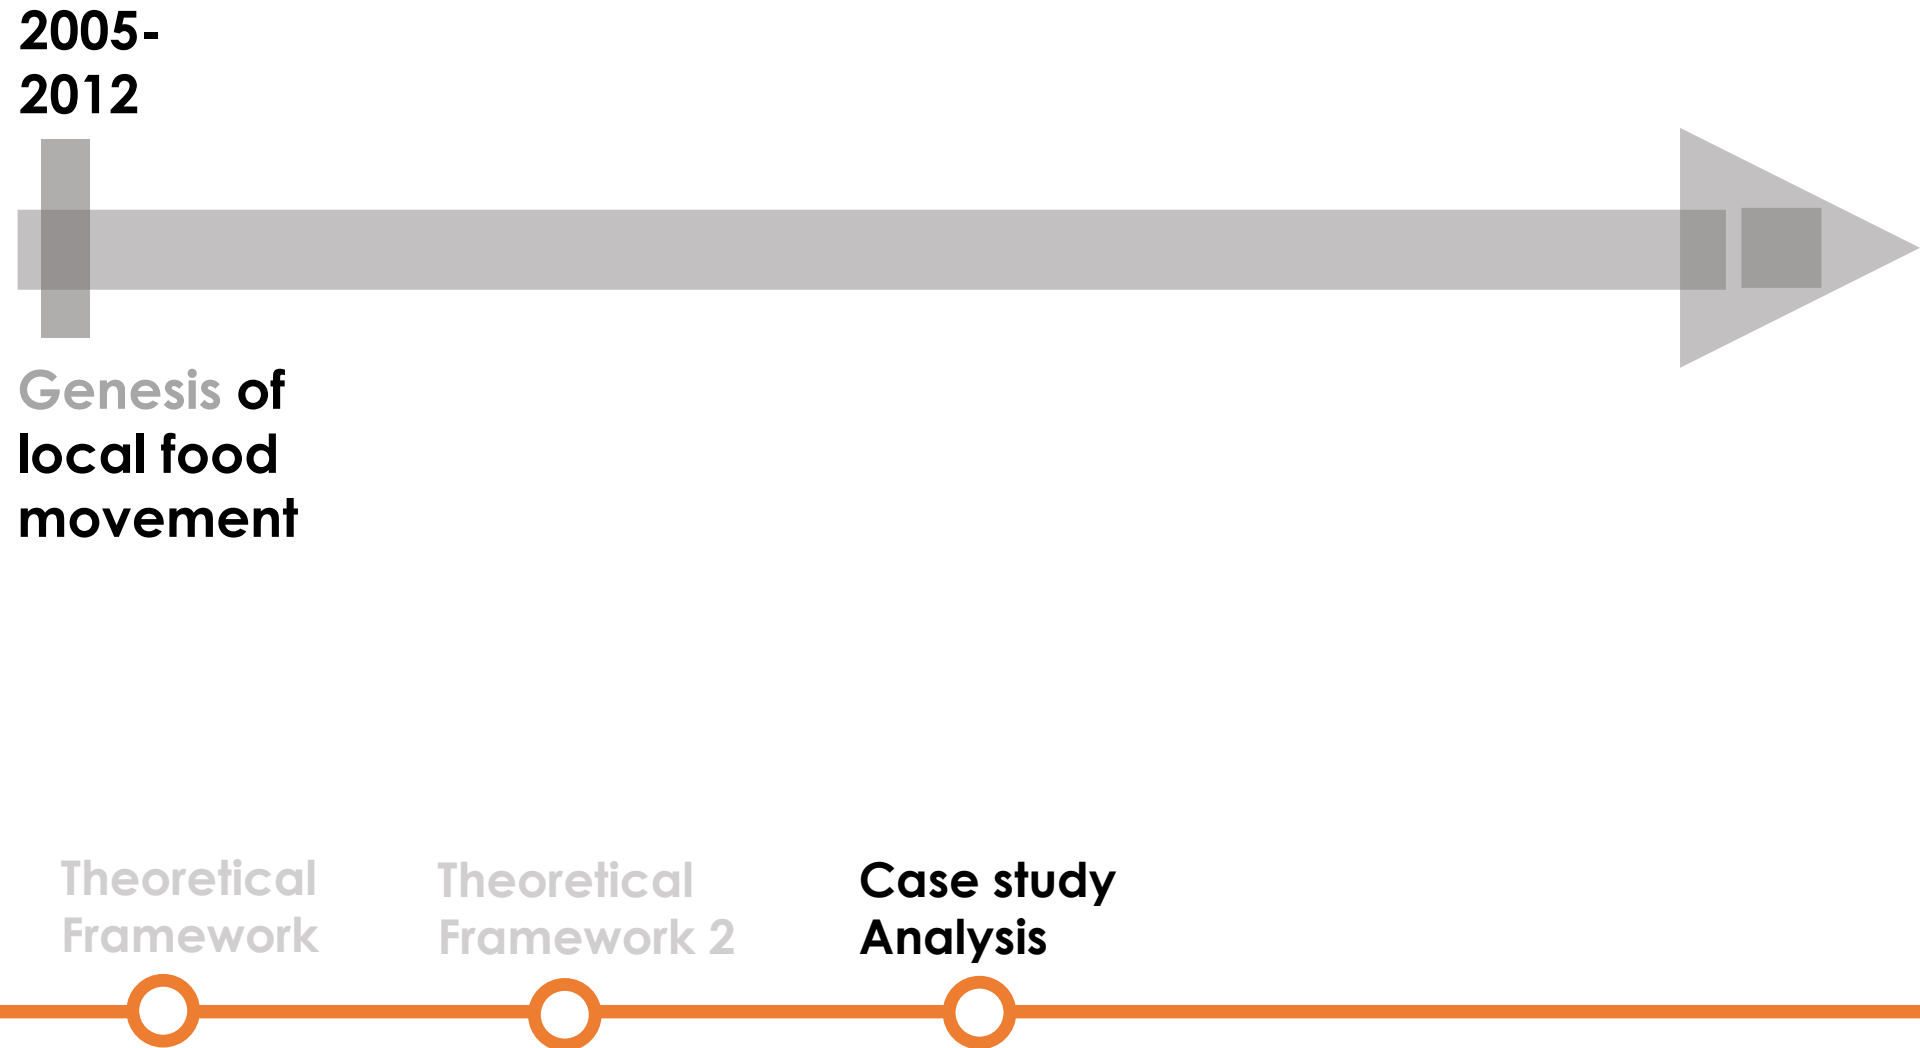 2005-
2012
Genesis of
local food
movement
Theoretical
Framework
Theoretical
Framework 2
Case study
Analysis